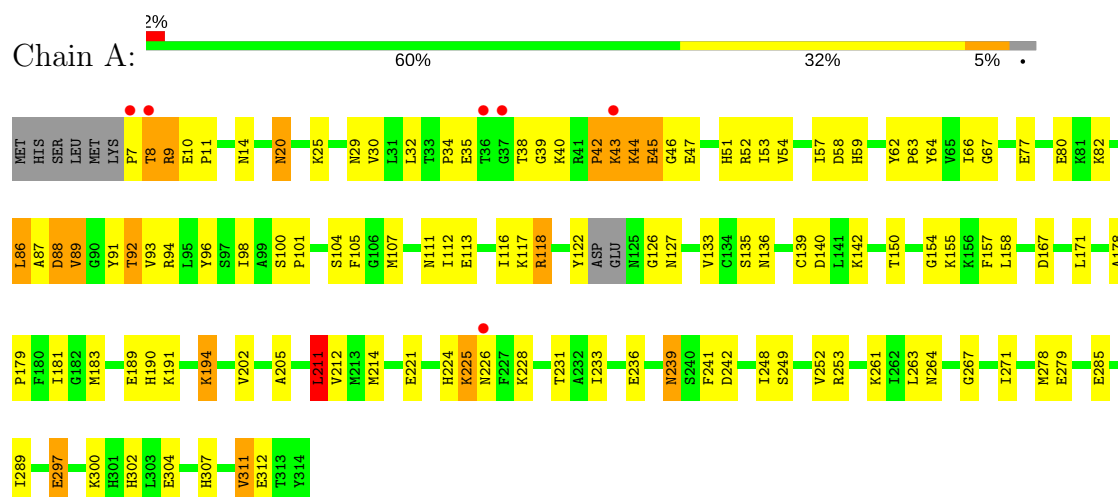 2%
Chain A:
60% 32% 5% •
MET HIS SER LEU MET LYS P7 T8 R9 E10 P11 N14 N20 K25 N29 V30 L31 L32 T33 P34 E35 T36 G37 T38 G39 K40 R41 P42 K43 K44 E45 G46 E47 H51 R52 I53 V54 I57 D58 H59 Y62 P63 Y64 V65 I66 G67 E77 E80 K81 K82
L86 A87 D88 V89 G90 Y91 T92 V93 R94 L95 Y96 S97 I98 A99 S100 P101 S104 F105 G106 M107 N111 I112 E113 I116 K117 R118 Y122 ASP GLU N125 G126 N127 V133 C134 S135 N136 C139 D140 L141 K142 T150 G154 K155 K156 F157 L158 D167 L171 A178
P179 F180 I181 G182 M183 E189 H190 K191 K194 V202 A205 L211 V212 M213 M214 E221 H224 K225 N226 F227 K228 T231 A232 I233 E236 N239 S240 F241 D242 I248 S249 V252 R253 K261 I262 L263 N264 G267 I271 M278 E279 E285
I289 E297 K300 H301 H302 L303 E304 H307 V311 E312 T313 Y314